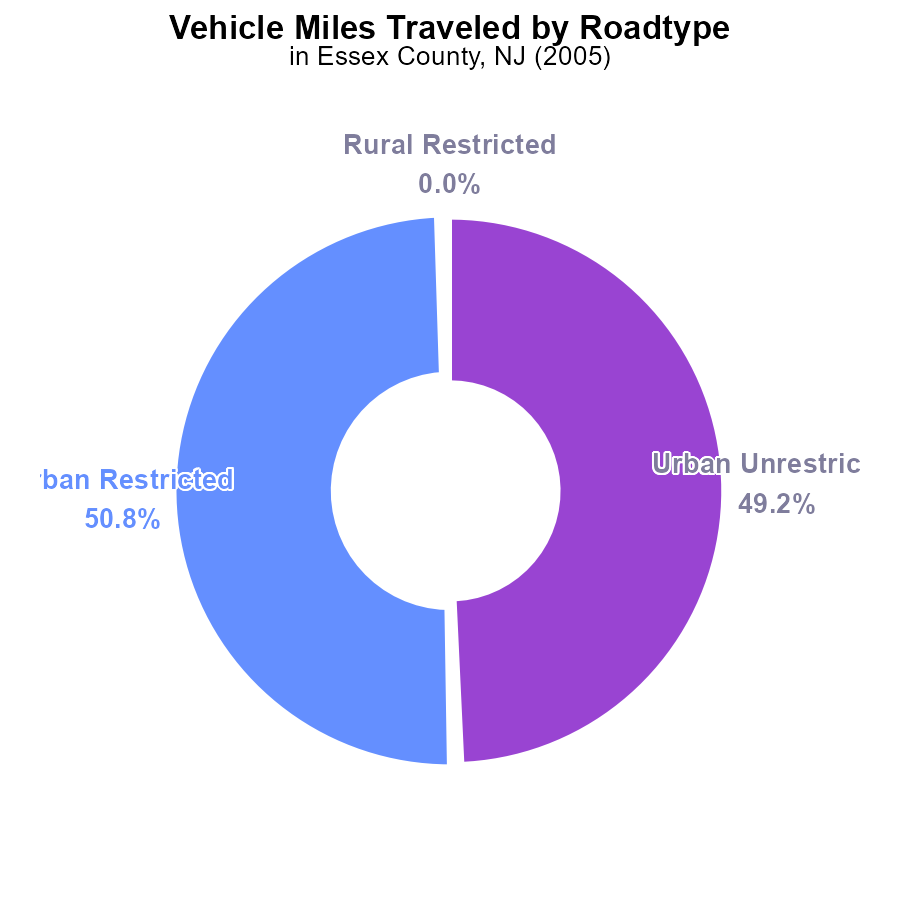 Vehicle Miles Traveled by Roadtype
in Essex County, NJ (2005)
Rural Restricted
0.0%
Urban Unrestric
49.2%
rban Restricted
50.8%